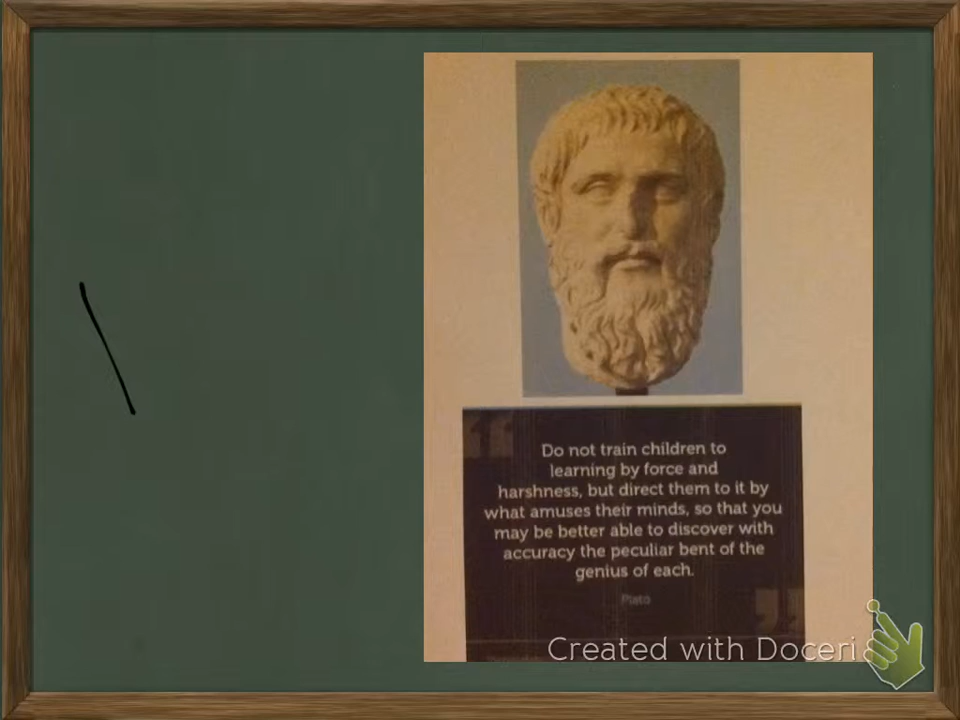 Do not train children to
learning by force and
harshness, but direct them to it by
what amuses their minds, so that you
may be better able to discover with
accuracy the peculiar bent of the
genius of each.
Plato
Created with Doceri